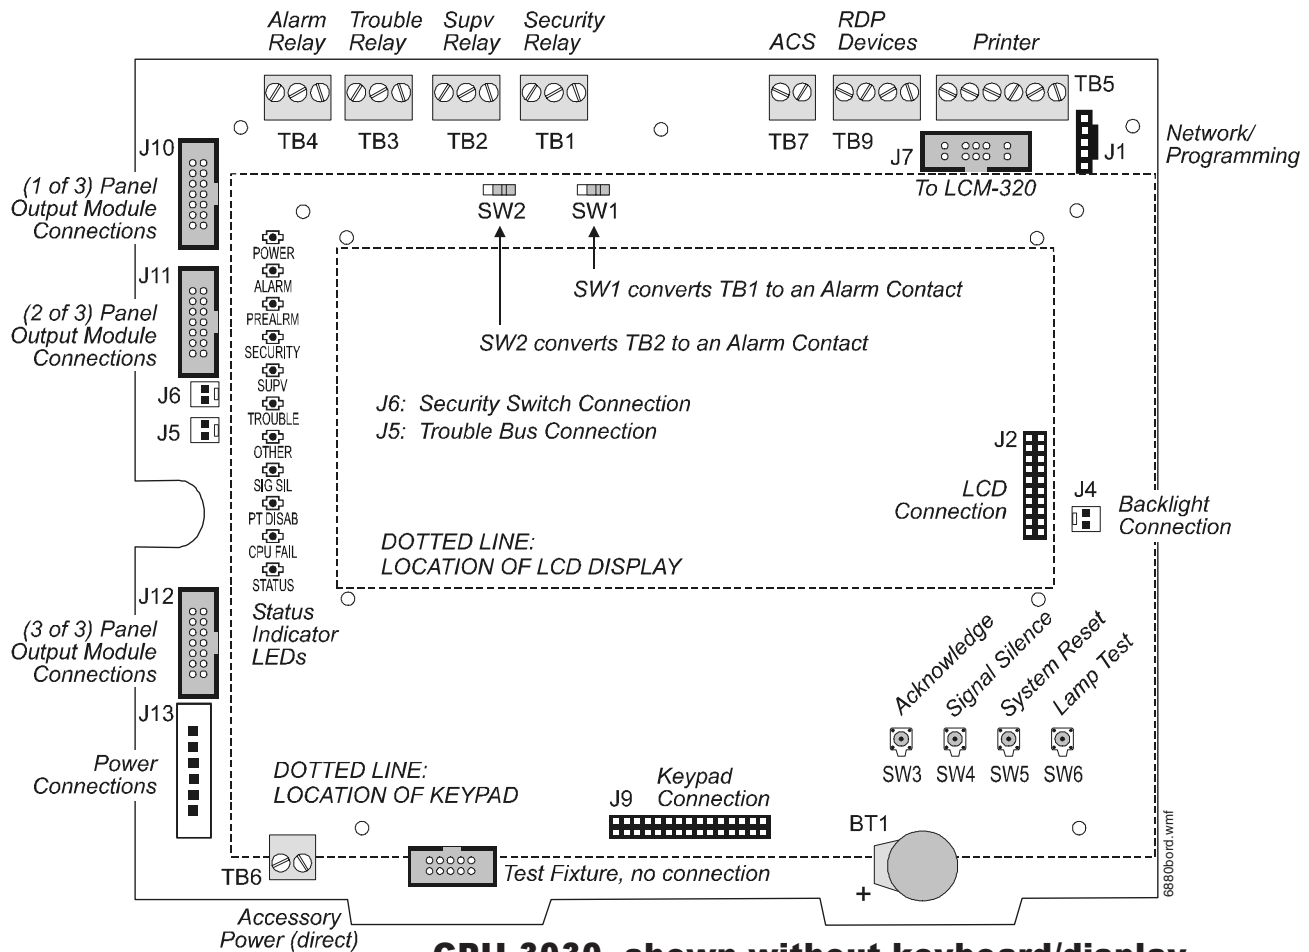 Alarm
Relay
Trouble
Relay
Supv
Relay
Security
Relay
ACS
RDP
Devices
Printer
TB4
TB3
TB2
TB1
TB7
TB9
TB5
J7
J1
Network/
Programming
To LCM-320
J10
(1 of 3) Panel
Output Module
Connections
SW2
SW1
POWER
ALARM
PREALRM
SECURITY
SUPV
TROUBLE
OTHER
SIG SIL
PT DISAB
CPU FAIL
STATUS
Status
Indicator
LEDs
J11
(2 of 3) Panel
Output Module
Connections
SW1 converts TB1 to an Alarm Contact
SW2 converts TB2 to an Alarm Contact
J6
J5
J6: Security Switch Connection
J5: Trouble Bus Connection
J2
LCD
Connection
J4
Backlight
Connection
DOTTED LINE:
LOCATION OF LCD DISPLAY
J12
(3 of 3) Panel
Output Module
Connections
Acknowledge
Signal Silence
System Reset
Lamp Test
SW3
SW4
SW5
SW6
J13
Power
Connections
DOTTED LINE:
LOCATION OF KEYPAD
J9
Keypad
Connection
BT1
+
6880bord.wmf
TB6
Test Fixture, no connection
Accessory
Power (direct)
CPU-3030, shown without keyboard/display